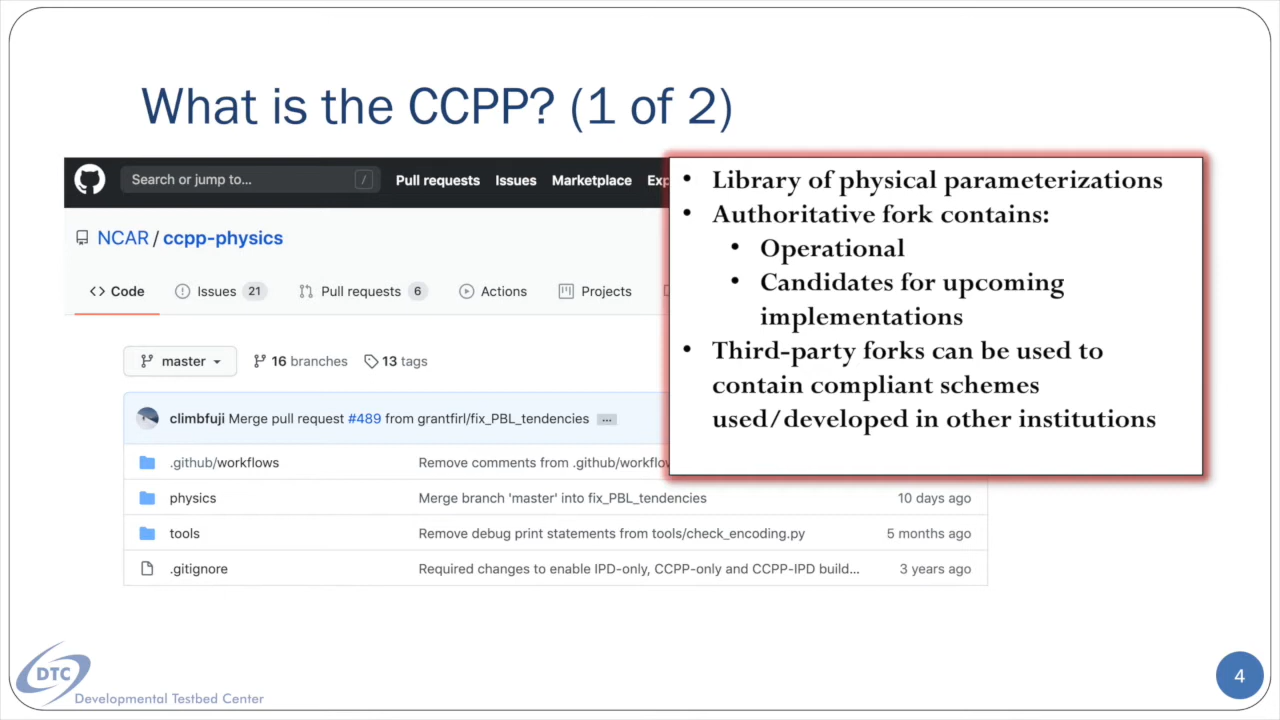 What is the CCPP? (1 of 2)
Search or jump to... /
Pull requests Issues Marketplace Exp
NCAR / ccpp-physics
<> Code Issues 21 Pull requests 6 Actions Projects
master 16 branches 13 tags
climbfuji Merge pull request #489 from grantfirl/fix_PBL_tendencies ...
.github/workflows Remove comments from .github/workflow
physics Merge branch 'master' into fix_PBL_tendencies 10 days ago
tools Remove debug print statements from tools/check_encoding.py 5 months ago
.gitignore Required changes to enable IPD-only, CCPP-only and CCPP-IPD build... 3 years ago
• Library of physical parameterizations
• Authoritative fork contains:
• Operational
• Candidates for upcoming
implementations
• Third-party forks can be used to
contain compliant schemes
used/developed in other institutions
DTC
Developmental Testbed Center
4